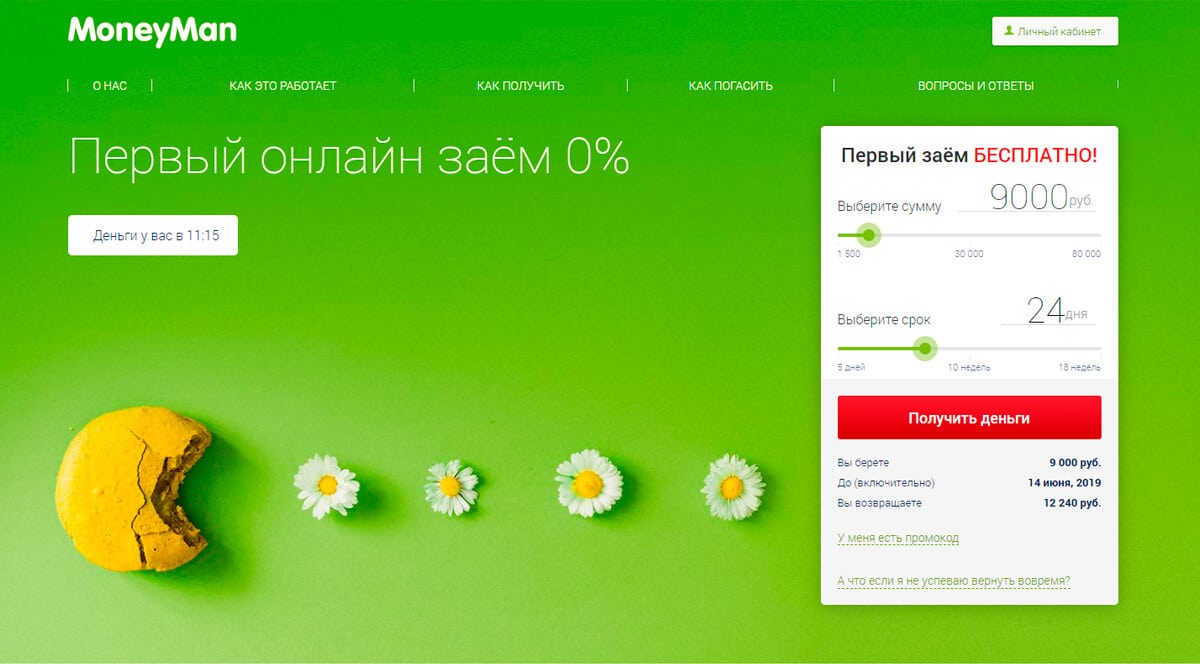 MoneyMan
Личный кабинет
О НАС
КАК ЭТО РАБОТАЕТ
КАК ПОЛУЧИТЬ
КАК ПОГАСИТЬ
ВОПРОСЫ И ОТВЕТЫ
Первый онлайн заём 0%
Деньги у вас в 11:15
Первый заём БЕСПЛАТНО!
Выберите сумму 9000 руб.
1 500 30 000 80 000
Выберите срок 24 дня
5 дней 10 недель 18 недель
Получить деньги
Вы берете 9 000 руб.
До (включительно) 14 июня, 2019
Вы возвращаете 12 240 руб.
У меня есть промокод
А что если я не успеваю вернуть вовремя?